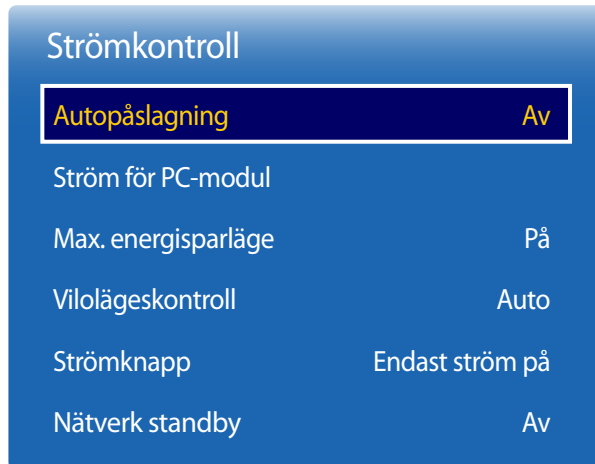 Strömkontroll
Autopåslagning Av
Ström för PC-modul
Max. energisparläge På
Vilolägeskontroll Auto
Strömknapp Endast ström på
Nätverk standby Av